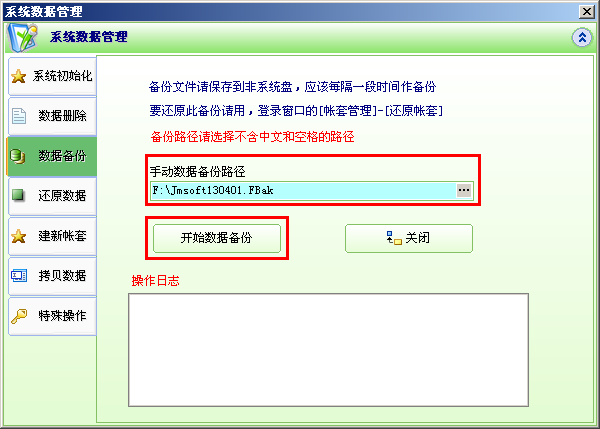 系统数据管理
系统数据管理
系统初始化
数据删除
数据备份
还原数据
建新帐套
拷贝数据
特殊操作
备份文件请保存到非系统盘，应该每隔一段时间作备份
要还原此备份请用，登录窗口的[帐套管理]-[还原帐套]
备份路径请选择不含中文和空格的路径
手动数据备份路径
F:\Jmsoft130401.FBak
开始数据备份
关闭
操作日志